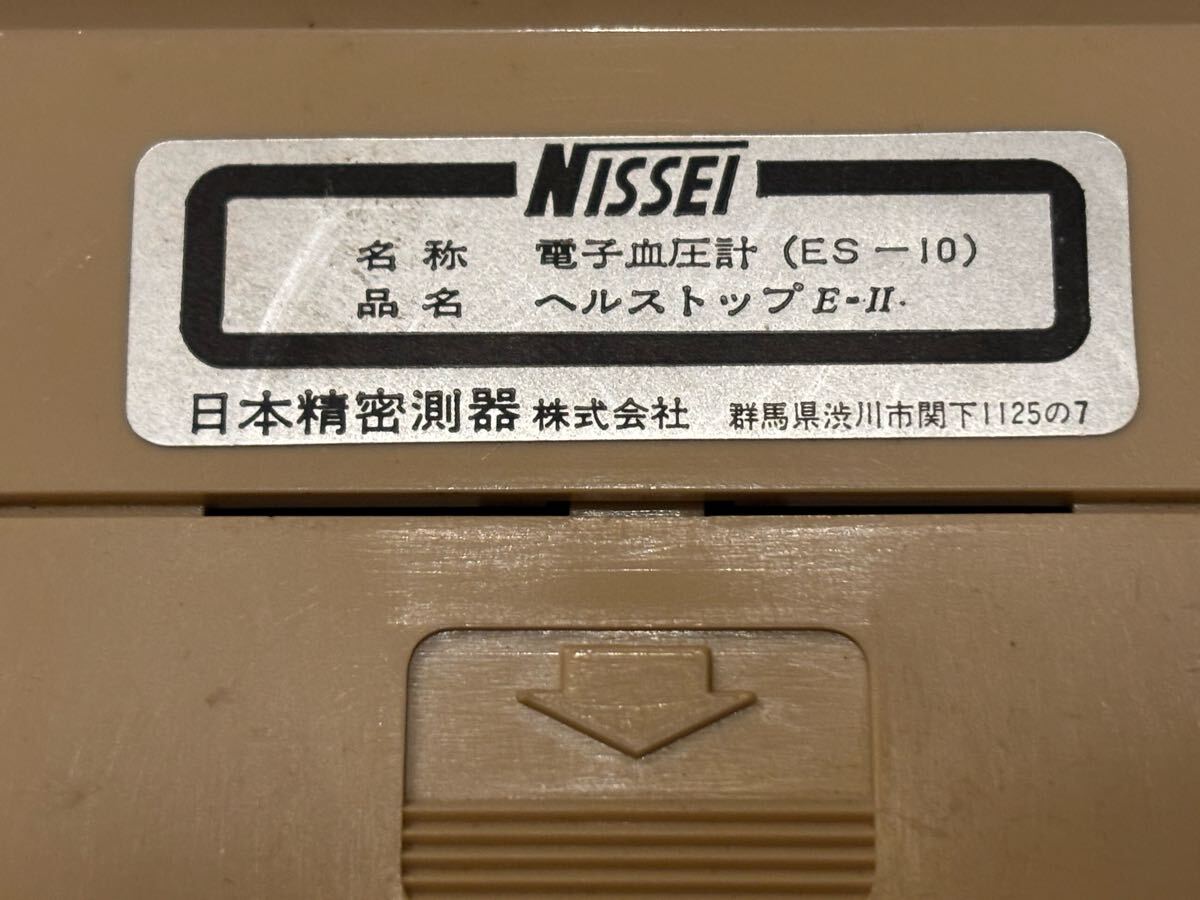 NISSEI
名称 電子血圧計 (ES-10)
品名 ヘルストップ E-II.
日本精密測器 株式会社 群馬県渋川市関下1125の7